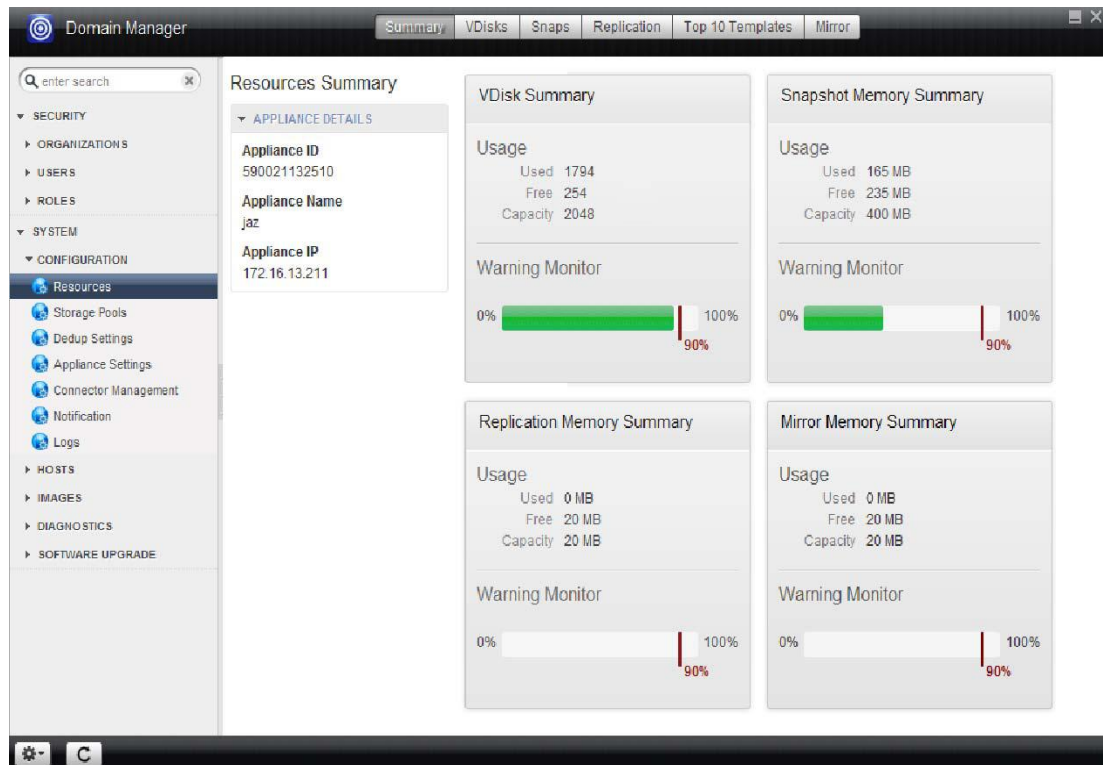 Domain Manager
Summary VDisks Snaps Replication Top 10 Templates Mirror
enter search
SECURITY
ORGANIZATIONS
USERS
ROLES
SYSTEM
CONFIGURATION
Resources
Storage Pools
Dedup Settings
Appliance Settings
Connector Management
Notification
Logs
HOSTS
IMAGES
DIAGNOSTICS
SOFTWARE UPGRADE
Resources Summary
APPLIANCE DETAILS
Appliance ID
590021132510
Appliance Name
jaz
Appliance IP
172.16.13.211
VDisk Summary
Usage
Used 1794
Free 254
Capacity 2048
Warning Monitor
0% 100%
90%
Snapshot Memory Summary
Usage
Used 165 MB
Free 235 MB
Capacity 400 MB
Warning Monitor
0% 100%
90%
Replication Memory Summary
Usage
Used 0 MB
Free 20 MB
Capacity 20 MB
Warning Monitor
0% 100%
90%
Mirror Memory Summary
Usage
Used 0 MB
Free 20 MB
Capacity 20 MB
Warning Monitor
0% 100%
90%